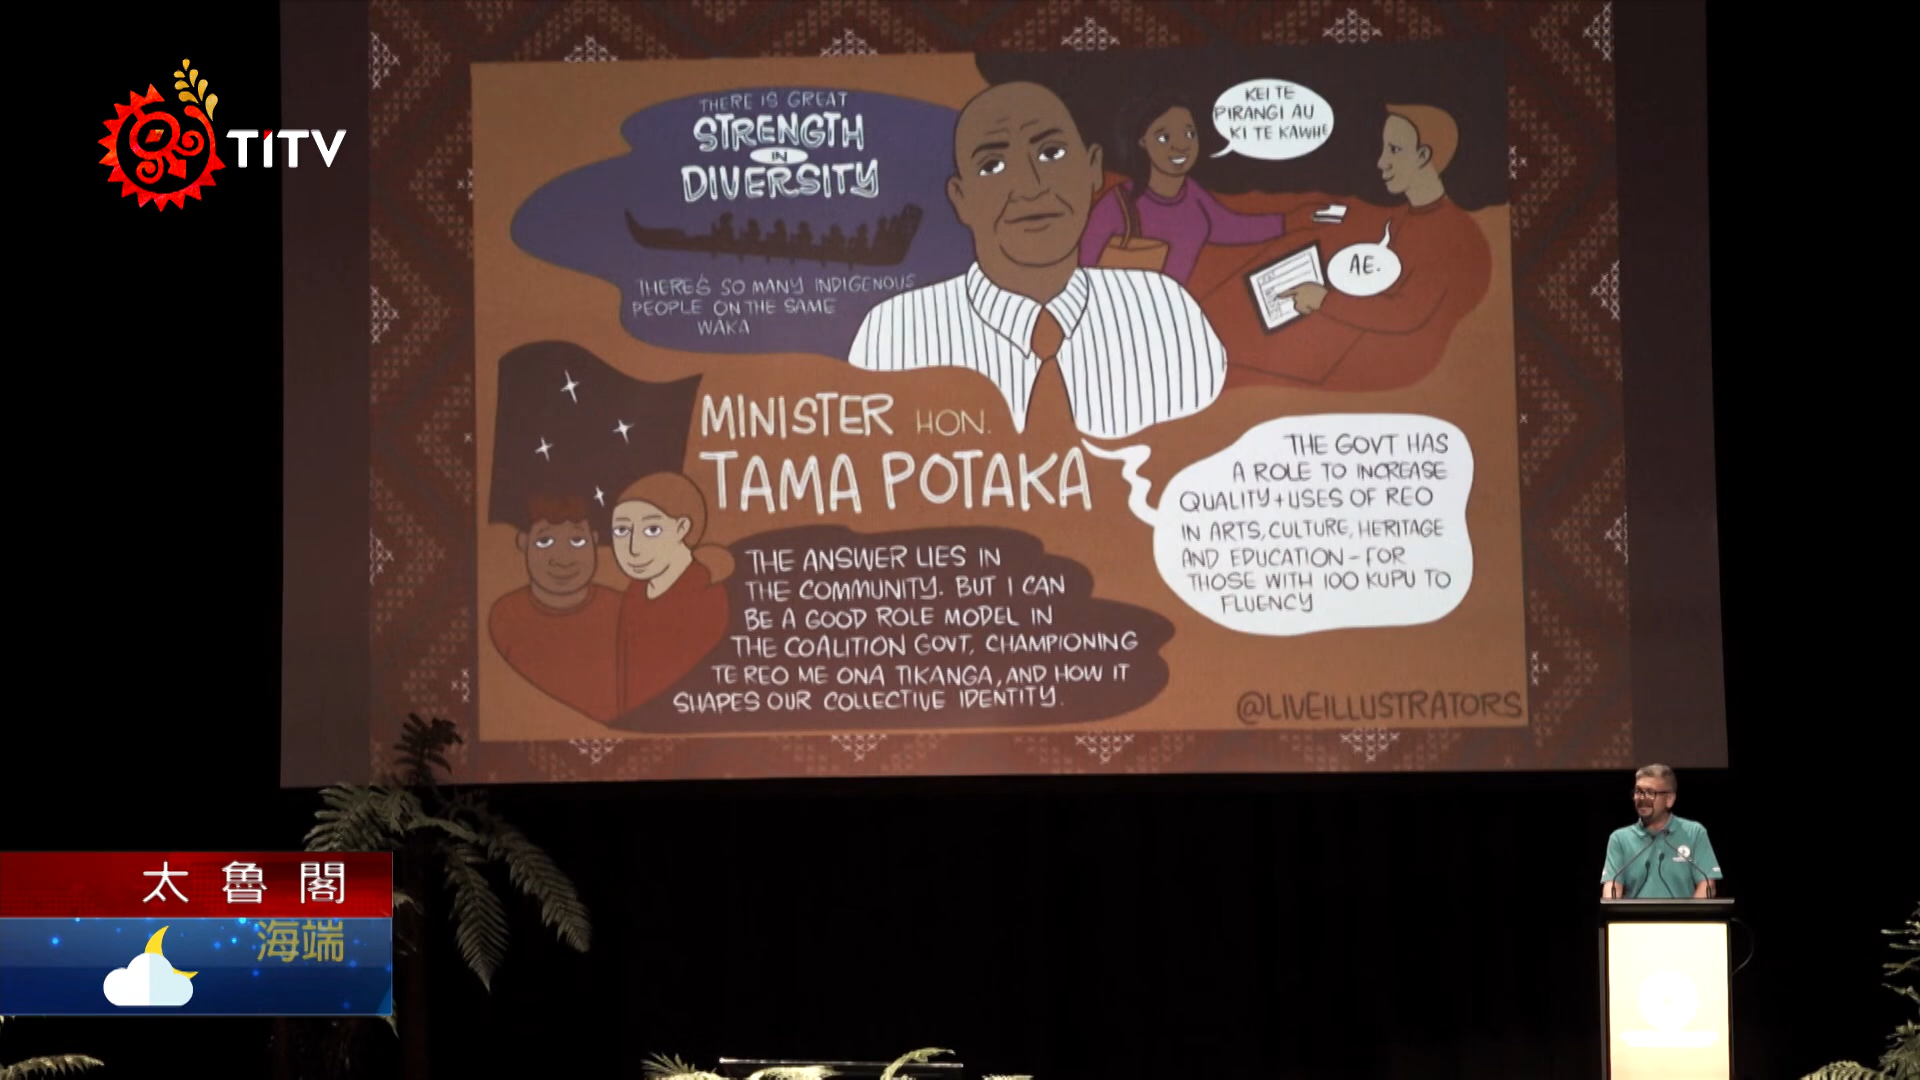 TITV
THERE IS GREAT
STRENGTH
IN
DIVERSITY
THERE'S SO MANY INDIGENOUS
PEOPLE ON THE SAME
WAKA
KEI TE
PIRANGI AU
KI TE KAWHE
AE.
MINISTER HON.
TAMA POTAKA
THE GOVT HAS
A ROLE TO INCREASE
QUALITY+USES OF REO
IN ARTS, CULTURE, HERITAGE
AND EDUCATION - FOR
THOSE WITH 100 KUPU TO
FLUENCY
THE ANSWER LIES IN
THE COMMUNITY. BUT I CAN
BE A GOOD ROLE MODEL IN
THE COALITION GOVT, CHAMPIONING
TE REO ME ONA TIKANGA, AND HOW IT
SHAPES OUR COLLECTIVE IDENTITY.
@LIVEILLUSTRATORS
太魯閣
海端